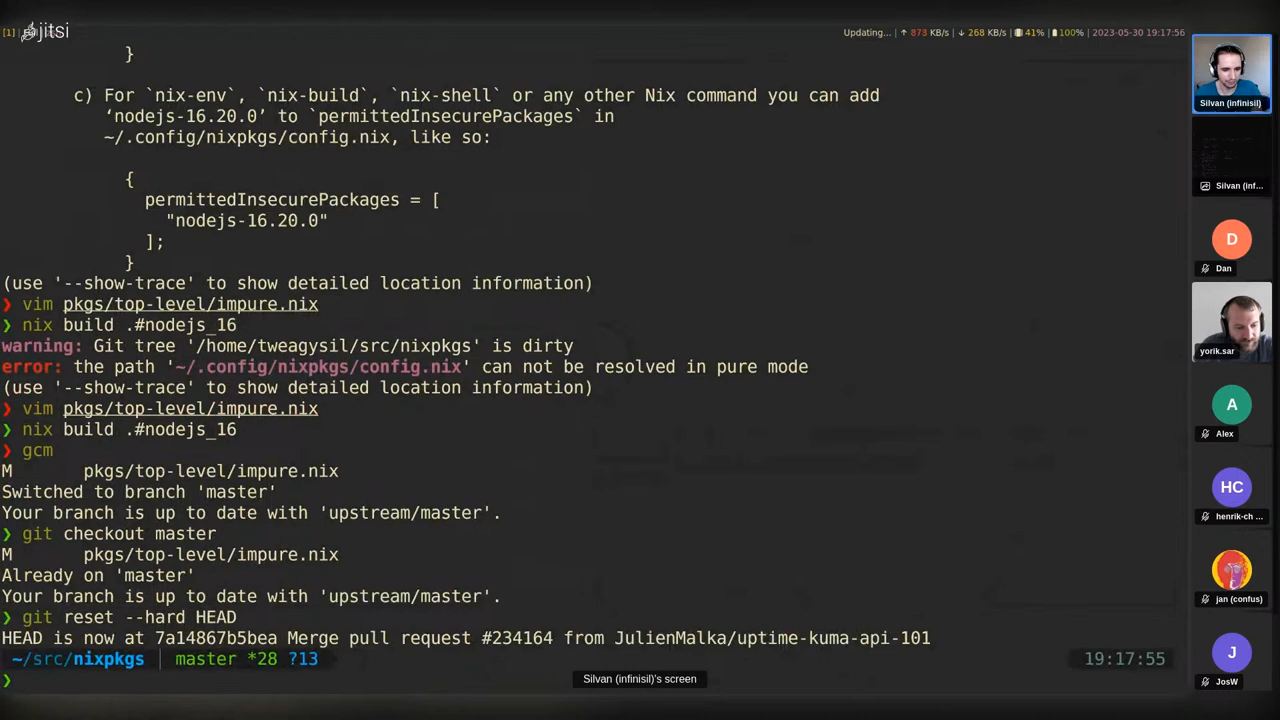 jitsi
[1]
Updating... | ↑ 873 KB/s | ↓ 268 KB/s | 41% | 100% | 2023-05-30 19:17:56
}
c) For `nix-env`, `nix-build`, `nix-shell` or any other Nix command you can add
‘nodejs-16.20.0’ to `permittedInsecurePackages` in
~/.config/nixpkgs/config.nix, like so:
{
permittedInsecurePackages = [
"nodejs-16.20.0"
];
}
(use '--show-trace' to show detailed location information)
❯ vim pkgs/top-level/impure.nix
❯ nix build .#nodejs_16
warning: Git tree '/home/tweagysil/src/nixpkgs' is dirty
error: the path '~/.config/nixpkgs/config.nix' can not be resolved in pure mode
(use '--show-trace' to show detailed location information)
❯ vim pkgs/top-level/impure.nix
❯ nix build .#nodejs_16
❯ gcm
M pkgs/top-level/impure.nix
Switched to branch 'master'
Your branch is up to date with 'upstream/master'.
❯ git checkout master
M pkgs/top-level/impure.nix
Already on 'master'
Your branch is up to date with 'upstream/master'.
❯ git reset --hard HEAD
HEAD is now at 7a14867b5bea Merge pull request #234164 from JulienMalka/uptime-kuma-api-101
~/src/nixpkgs | master *28 ?13 19:17:55
❯
Silvan (infinisil)'s screen
Silvan (infinisil)
Silvan (inf...
D
Dan
yorik.sar
A
Alex
HC
henrik-ch ...
jan (confus)
J
JosW